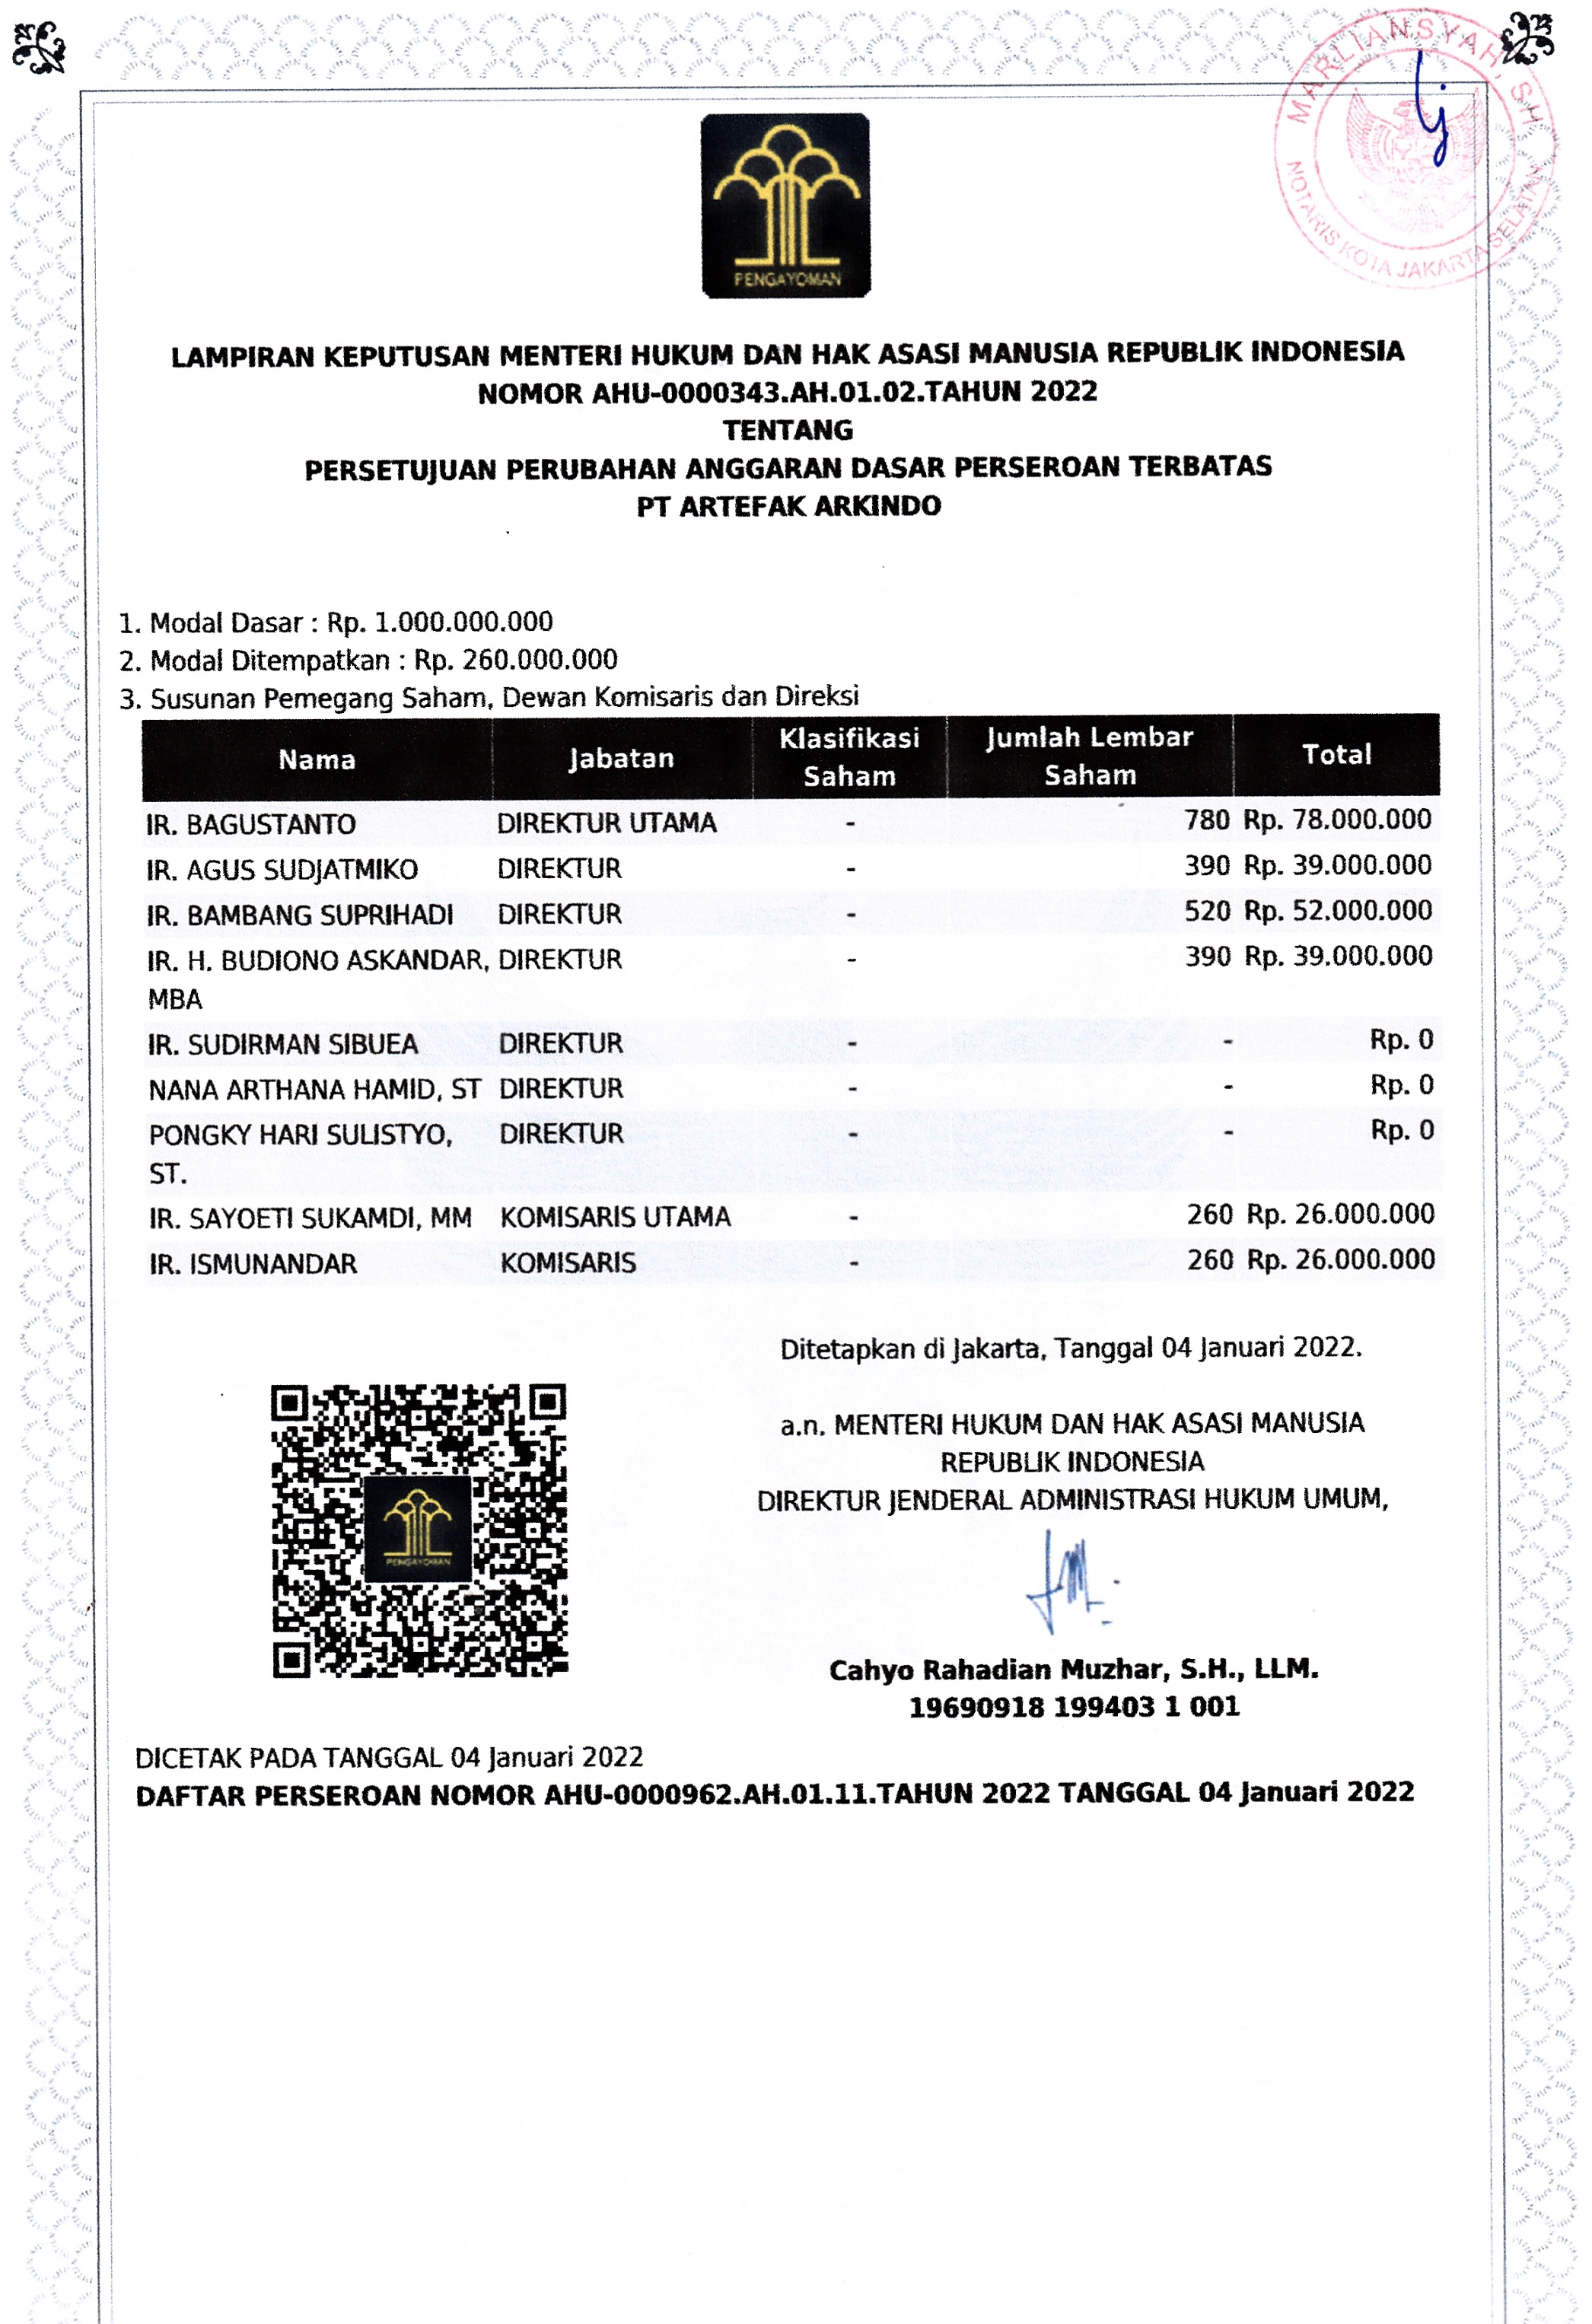 MARLIANSYAH, SH
NOTARIS KOTA JAKARTA SELATAN
PENGAYOMAN
LAMPIRAN KEPUTUSAN MENTERI HUKUM DAN HAK ASASI MANUSIA REPUBLIK INDONESIA
NOMOR AHU-0000343.AH.01.02.TAHUN 2022
TENTANG
PERSETUJUAN PERUBAHAN ANGGARAN DASAR PERSEROAN TERBATAS
PT ARTEFAK ARKINDO
1. Modal Dasar : Rp. 1.000.000.000
2. Modal Ditempatkan : Rp. 260.000.000
3. Susunan Pemegang Saham, Dewan Komisaris dan Direksi
Nama Jabatan Klasifikasi Saham Jumlah Lembar Saham Total
IR. BAGUSTANTO DIREKTUR UTAMA - 780 Rp. 78.000.000
IR. AGUS SUDJATMIKO DIREKTUR - 390 Rp. 39.000.000
IR. BAMBANG SUPRIHADI DIREKTUR - 520 Rp. 52.000.000
IR. H. BUDIONO ASKANDAR, DIREKTUR - 390 Rp. 39.000.000
MBA
IR. SUDIRMAN SIBUEA DIREKTUR - - Rp. 0
NANA ARTHANA HAMID, ST DIREKTUR - - Rp. 0
PONGKY HARI SULISTYO, DIREKTUR - - Rp. 0
ST.
IR. SAYOETI SUKAMDI, MM KOMISARIS UTAMA - 260 Rp. 26.000.000
IR. ISMUNANDAR KOMISARIS - 260 Rp. 26.000.000
Ditetapkan di Jakarta, Tanggal 04 Januari 2022.
a.n. MENTERI HUKUM DAN HAK ASASI MANUSIA
REPUBLIK INDONESIA
DIREKTUR JENDERAL ADMINISTRASI HUKUM UMUM,
PENGAYOMAN
Cahyo Rahadian Muzhar, S.H., LLM.
19690918 199403 1 001
DICETAK PADA TANGGAL 04 Januari 2022
DAFTAR PERSEROAN NOMOR AHU-0000962.AH.01.11.TAHUN 2022 TANGGAL 04 Januari 2022